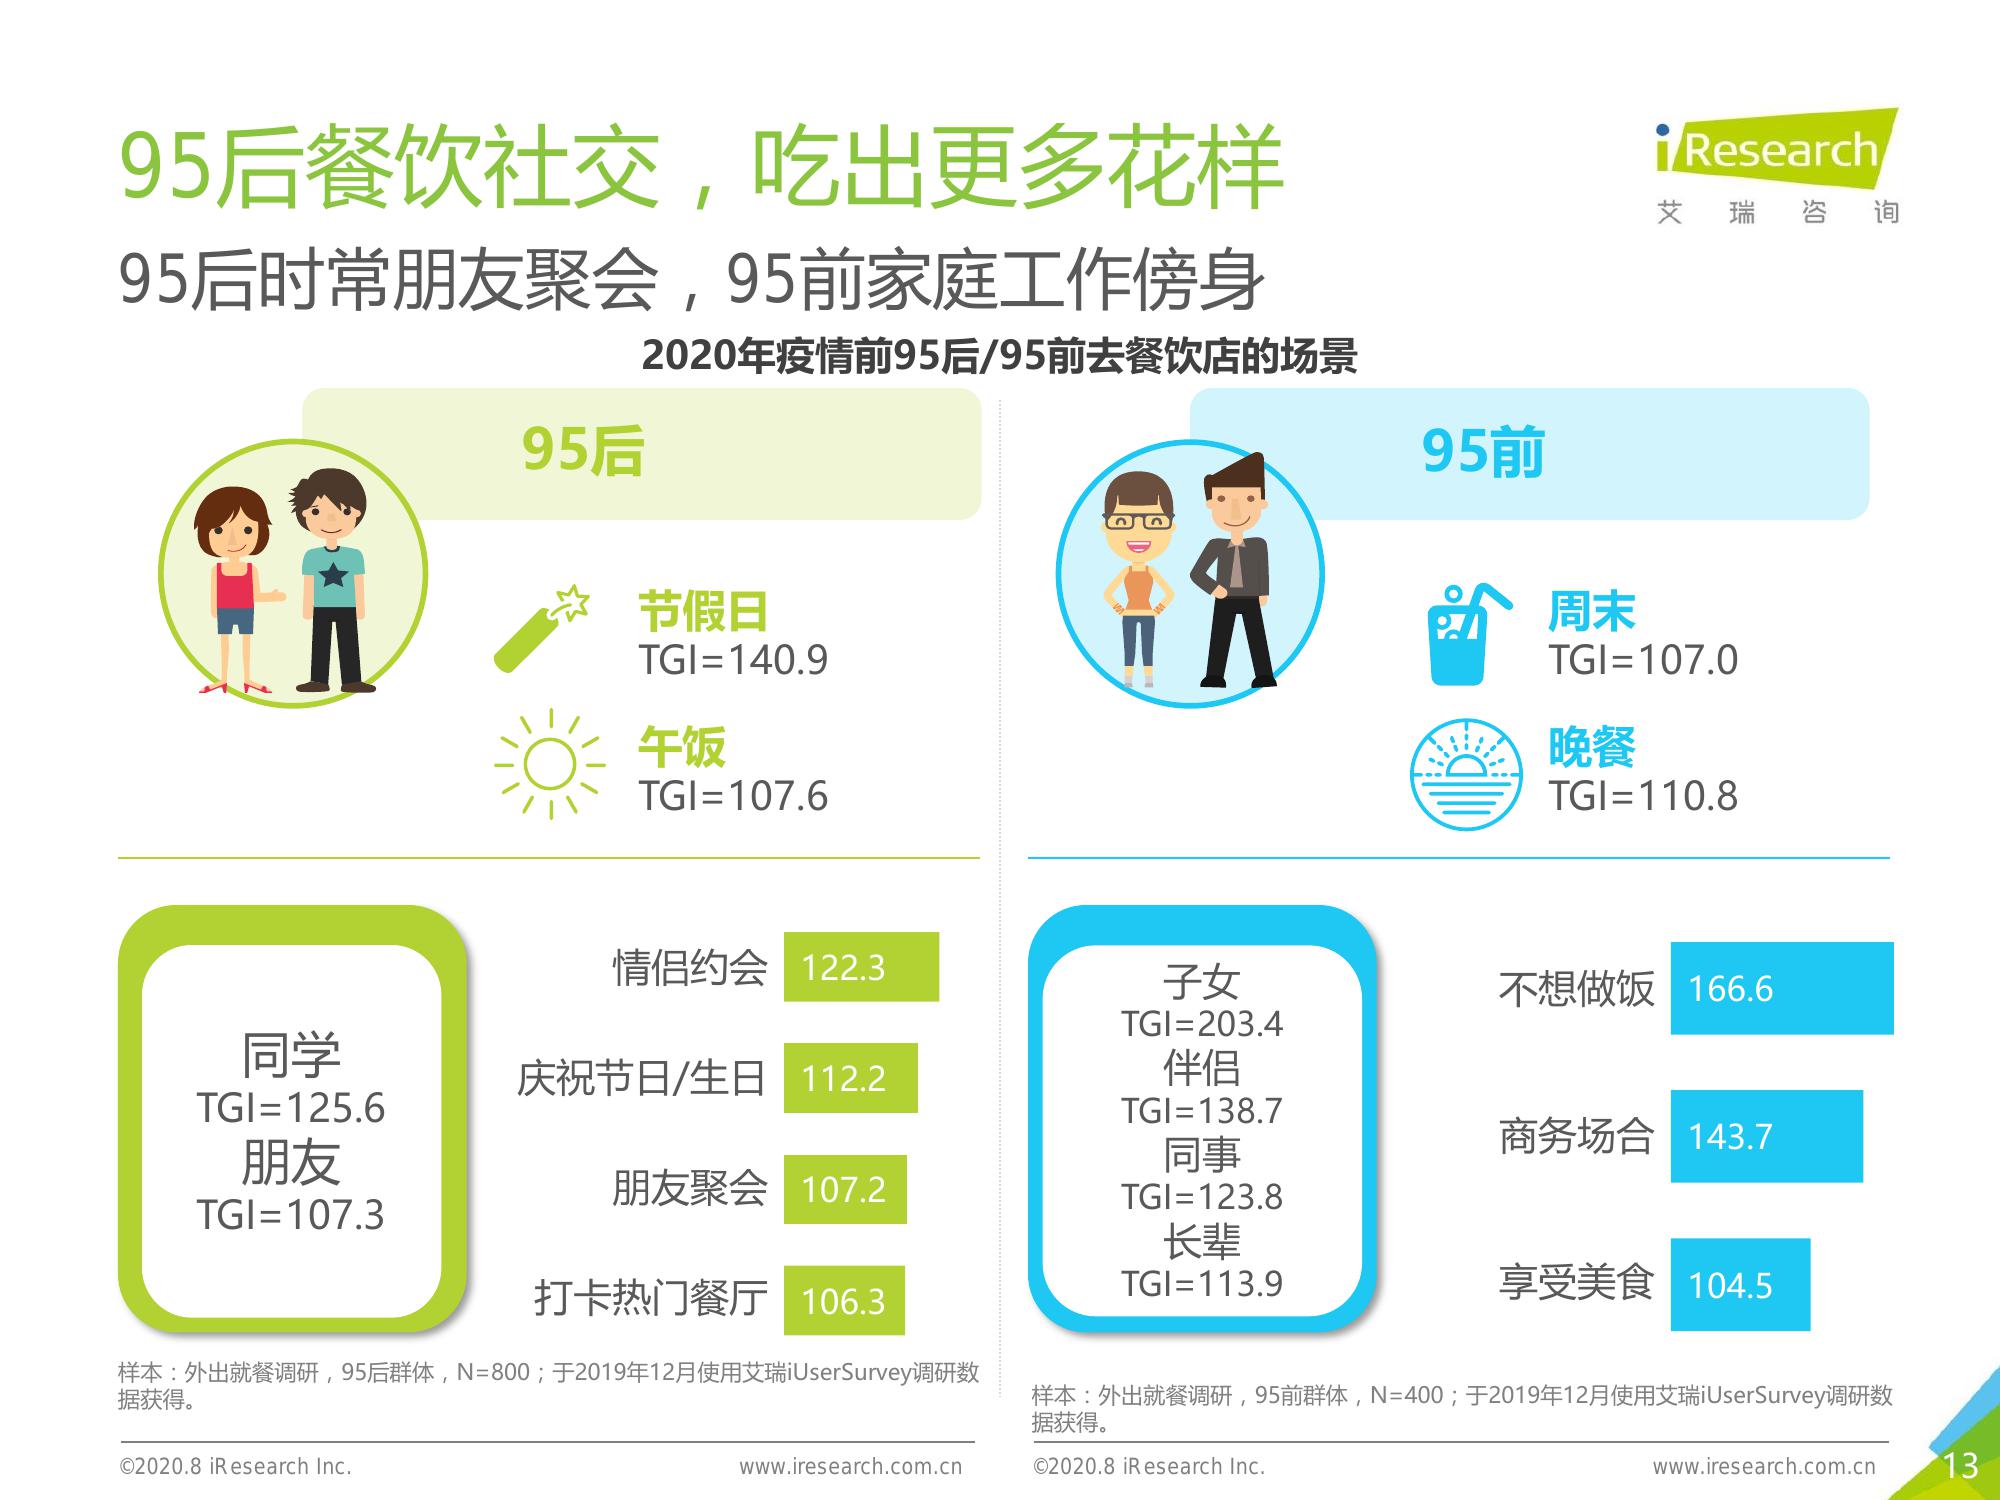 95后餐饮社交，吃出更多花样
iResearch
艾瑞咨询
95后时常朋友聚会，95前家庭工作傍身
2020年疫情前95后/95前去餐饮店的场景
95后
节假日
TGI=140.9
午饭
TGI=107.6
同学
TGI=125.6
朋友
TGI=107.3
情侣约会 122.3
庆祝节日/生日 112.2
朋友聚会 107.2
打卡热门餐厅 106.3
样本：外出就餐调研，95后群体，N=800；于2019年12月使用艾瑞iUserSurvey调研数
据获得。
95前
周末
TGI=107.0
晚餐
TGI=110.8
子女
TGI=203.4
伴侣
TGI=138.7
同事
TGI=123.8
长辈
TGI=113.9
不想做饭 166.6
商务场合 143.7
享受美食 104.5
样本：外出就餐调研，95前群体，N=400；于2019年12月使用艾瑞iUserSurvey调研数
据获得。
©2020.8 iResearch Inc. www.iresearch.com.cn
©2020.8 iResearch Inc. www.iresearch.com.cn
13